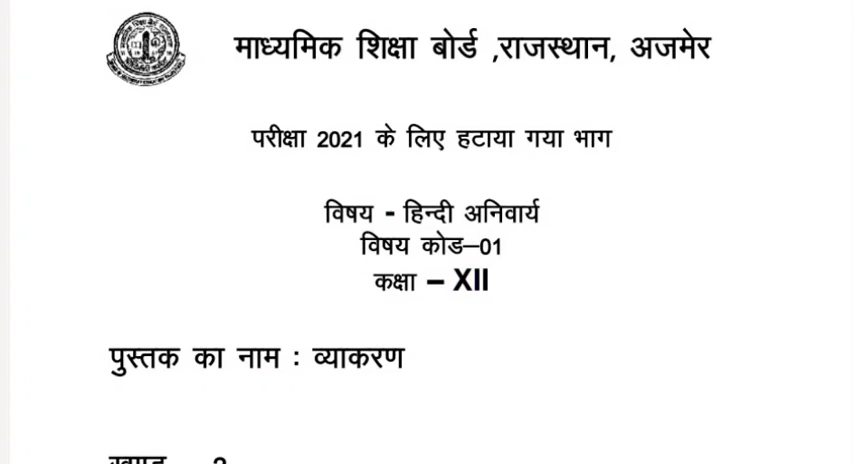 माध्यमिक शिक्षा बोर्ड ,राजस्थान, अजमेर
परीक्षा 2021 के लिए हटाया गया भाग
विषय - हिन्दी अनिवार्य
विषय कोड–01
कक्षा – XII
पुस्तक का नाम : व्याकरण